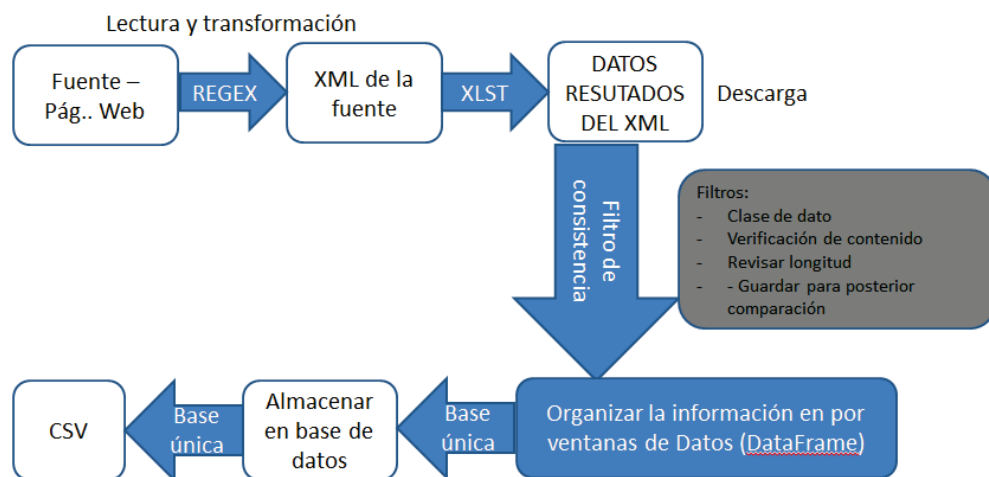 Lectura y transformación
Fuente –
Pág.. Web
REGEX
XML de la
fuente
XLST
DATOS
RESUTADOS
DEL XML
Descarga
Filtro de
consistencia
Filtros:
- Clase de dato
- Verificación de contenido
- Revisar longitud
- - Guardar para posterior
comparación
CSV
Base
única
Almacenar
en base de
datos
Base
única
Organizar la información en por
ventanas de Datos (DataFrame)